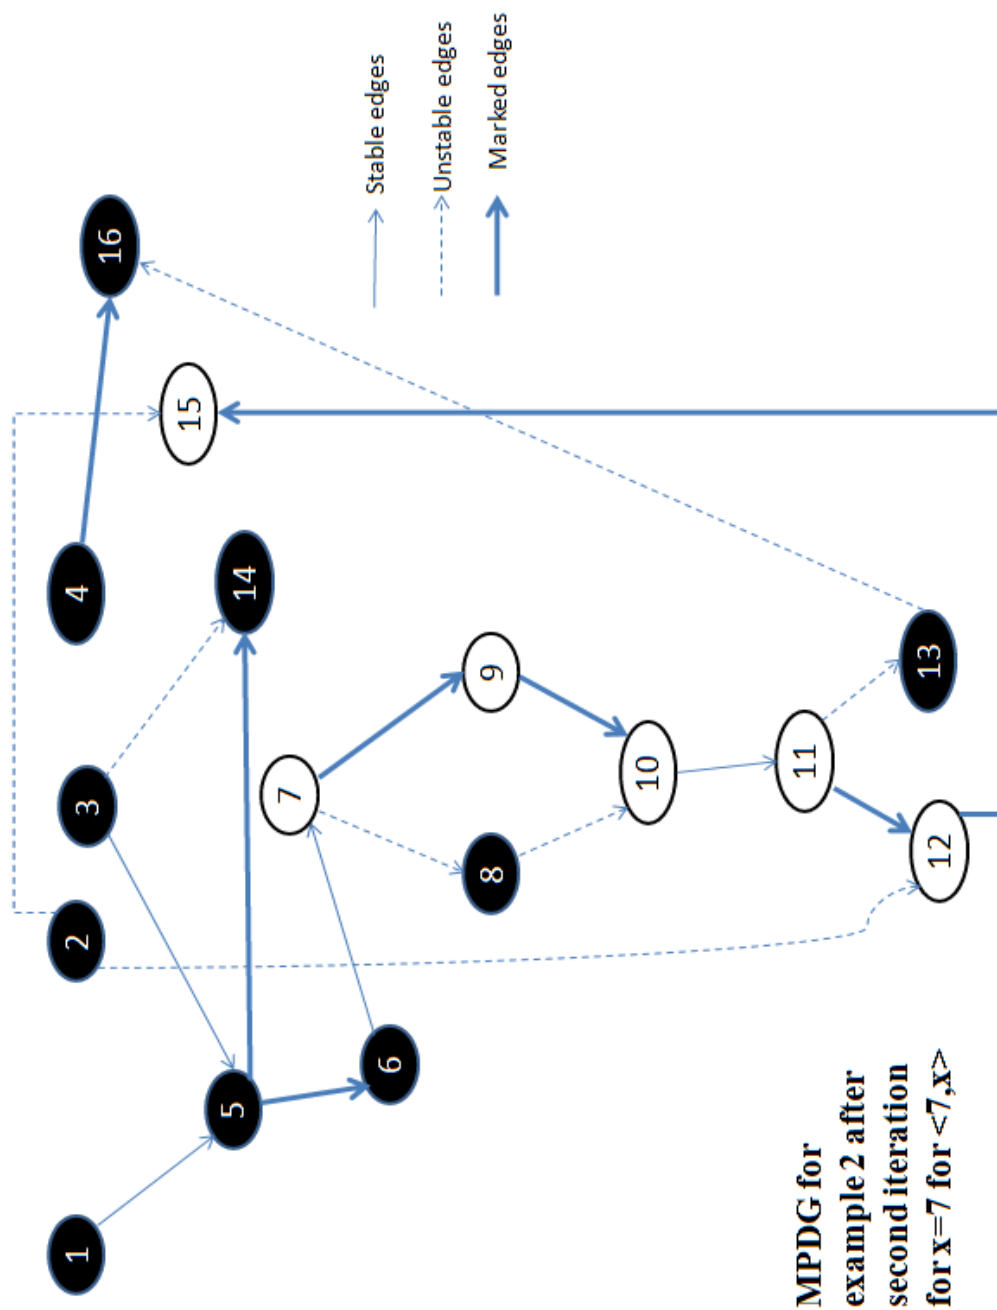 1
2
3
4
5
6
7
8
9
10
11
12
13
14
15
16
Stable edges
Unstable edges
Marked edges
MPDG for
example 2 after
second iteration
for x=7 for <7,x>